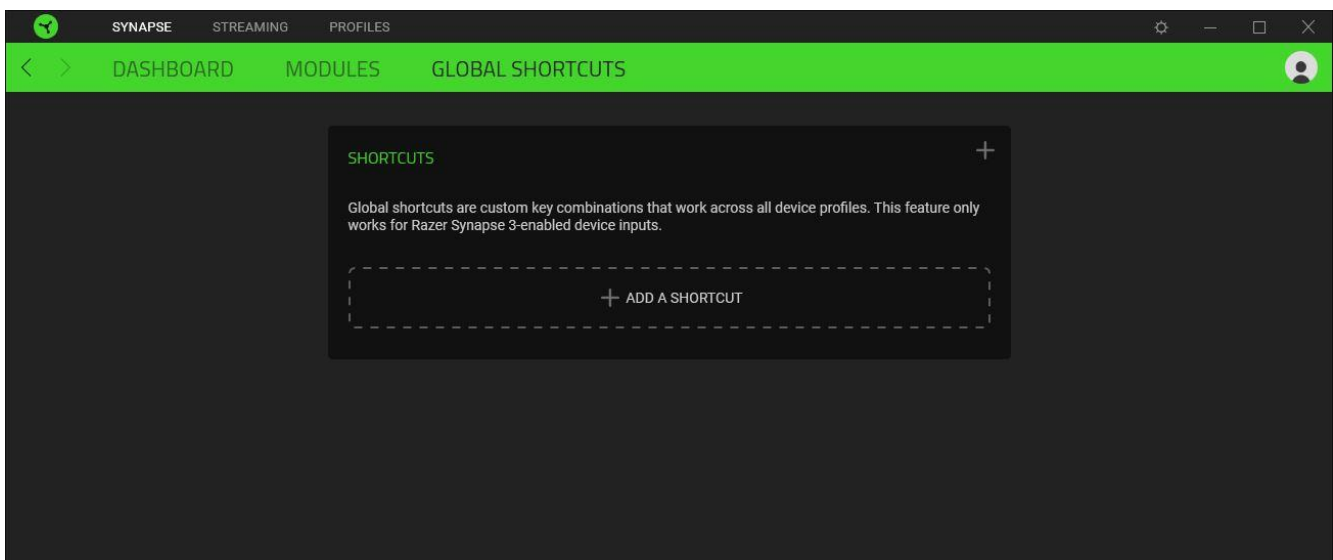 SYNAPSE STREAMING PROFILES
DASHBOARD MODULES GLOBAL SHORTCUTS
SHORTCUTS
Global shortcuts are custom key combinations that work across all device profiles. This feature only
works for Razer Synapse 3-enabled device inputs.
ADD A SHORTCUT